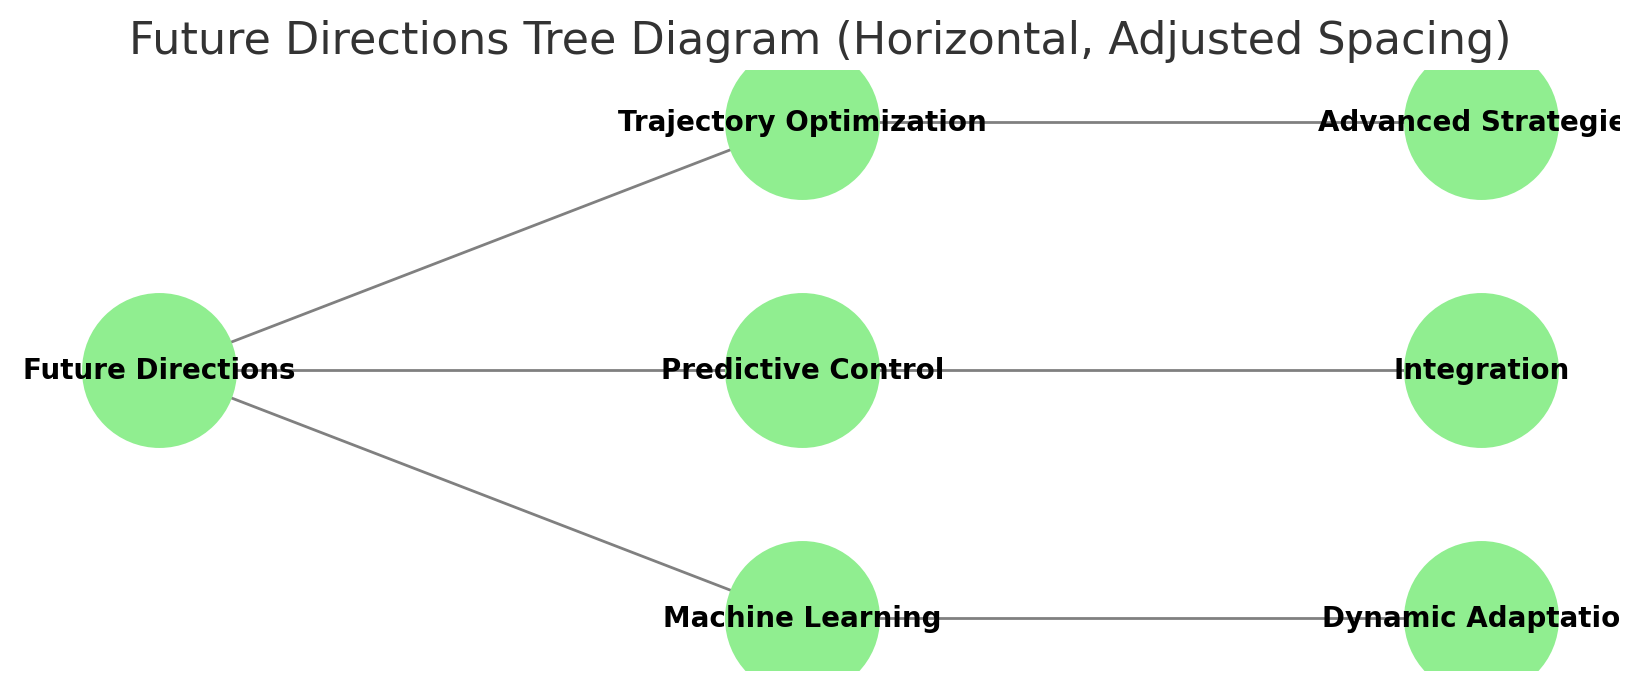 Future Directions Tree Diagram (Horizontal, Adjusted Spacing)
Trajectory Optimization
Advanced Strategie
Future Directions
Predictive Control
Integration
Machine Learning
Dynamic Adaptatio